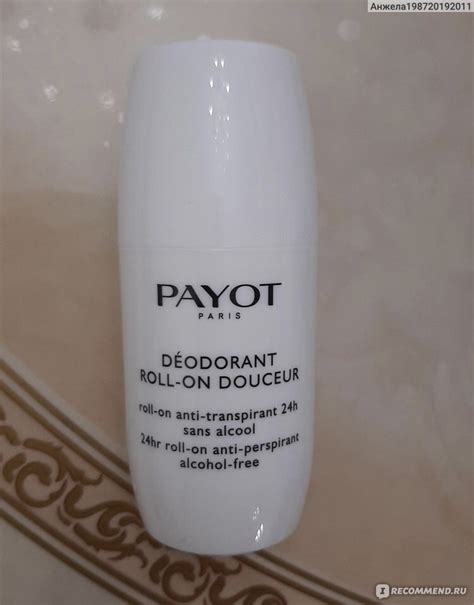 Анжела198720192011
PAYOT
PARIS
DÉODORANT
ROLL-ON DOUCEUR
roll-on anti-transpirant 24h
sans alcool
24hr roll-on anti-perspirant
alcohol-free
IRECOMMEND.RU